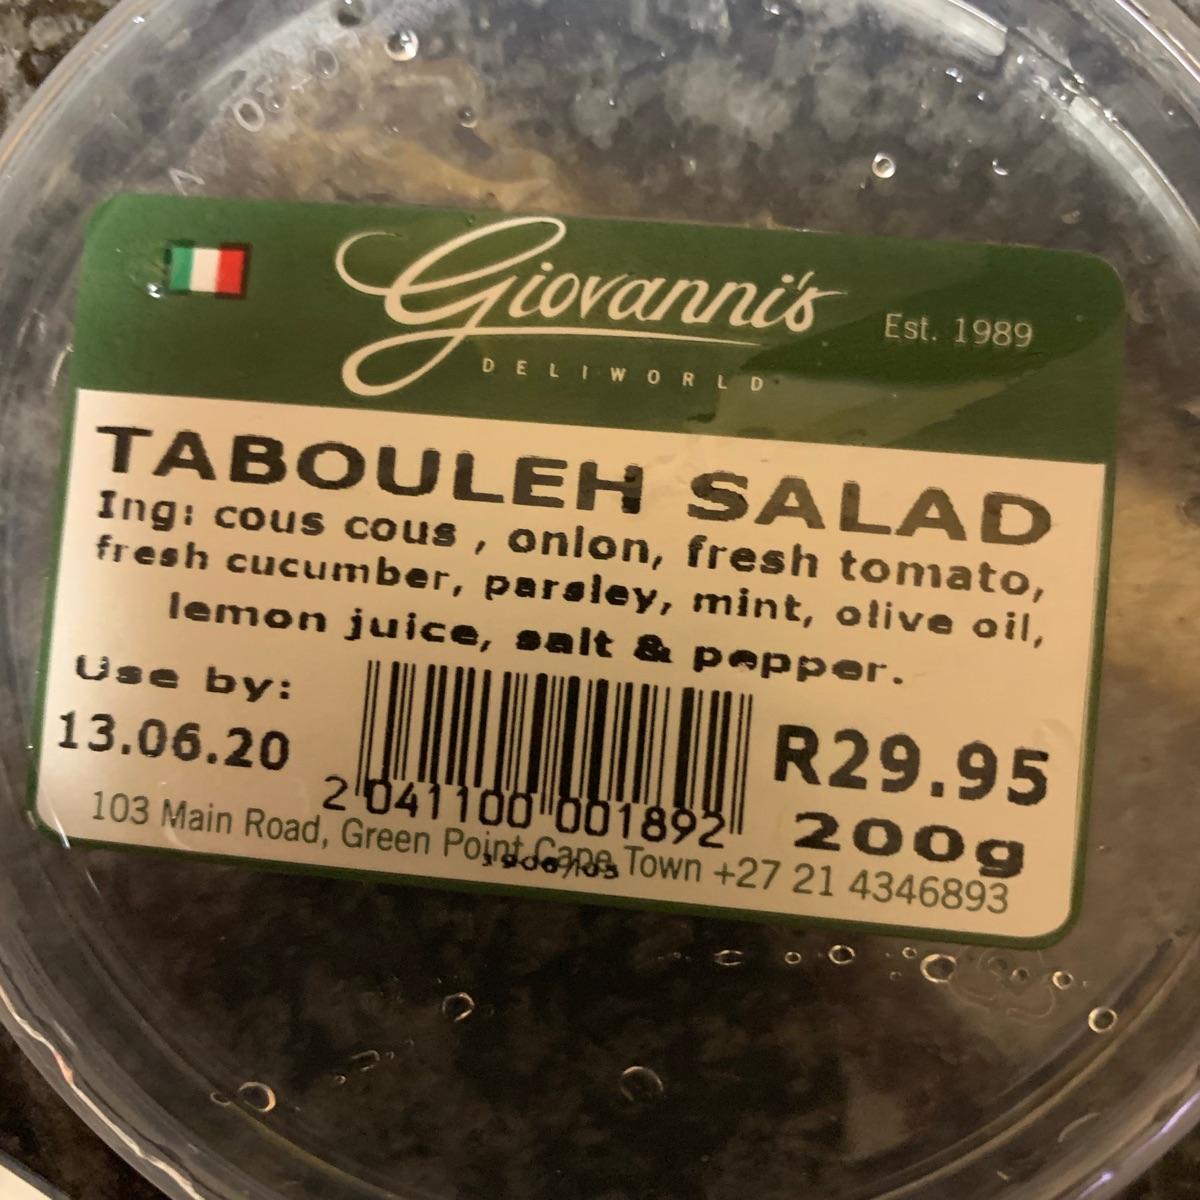 Giovanni's
Est. 1989
DELIWORLD
TABOULEH SALAD
Ing: cous cous , onion, fresh tomato,
fresh cucumber, parsley, mint, olive oil,
lemon juice, salt & pepper.
Use by:
13.06.20
R29.95
2 041100 001892
200g
103 Main Road, Green Point Cape Town +27 21 4346893